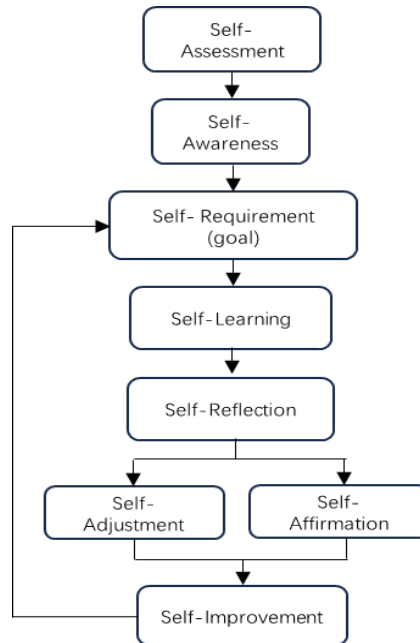 Self-
Assessment
Self-
Awareness
Self- Requirement
(goal)
Self-Learning
Self-Reflection
Self-
Adjustment
Self-
Affirmation
Self-Improvement